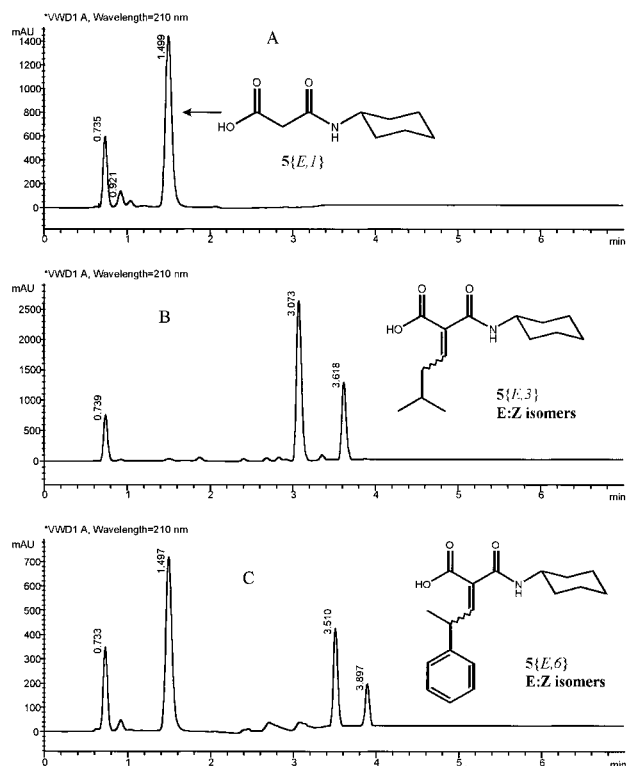 *VWD1 A, Wavelength=210 nm
mAU
A
1400
1200
1000
800
600
400
200
0
0.735
0.921
1.499
O O
HO N
H
5{E,1}
0 1 2 3 4 5 6 min
*VWD1 A, Wavelength=210 nm
mAU
B
2500
2000
1500
1000
500
0
0.739
3.073
3.618
O O
HO N
H
5{E,3}
E:Z isomers
0 1 2 3 4 5 6 min
*VWD1 A, Wavelength=210 nm
mAU
C
700
600
500
400
300
200
100
0
0.733
1.497
3.510
3.897
O O
HO N
H
5{E,6}
E:Z isomers
0 1 2 3 4 5 6 min